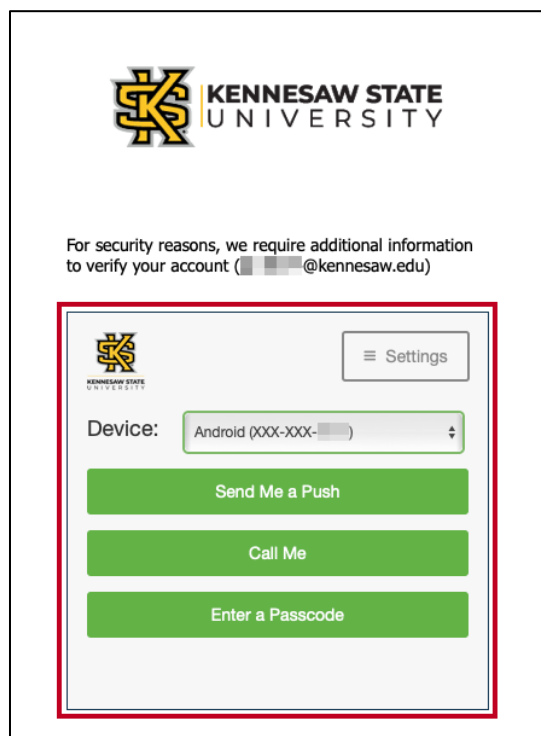 KENNESAW STATE
UNIVERSITY
For security reasons, we require additional information
to verify your account (@kennesaw.edu)
KENNESAW STATE
UNIVERSITY
≡ Settings
Device:
Android (XXX-XXX-)
Send Me a Push
Call Me
Enter a Passcode